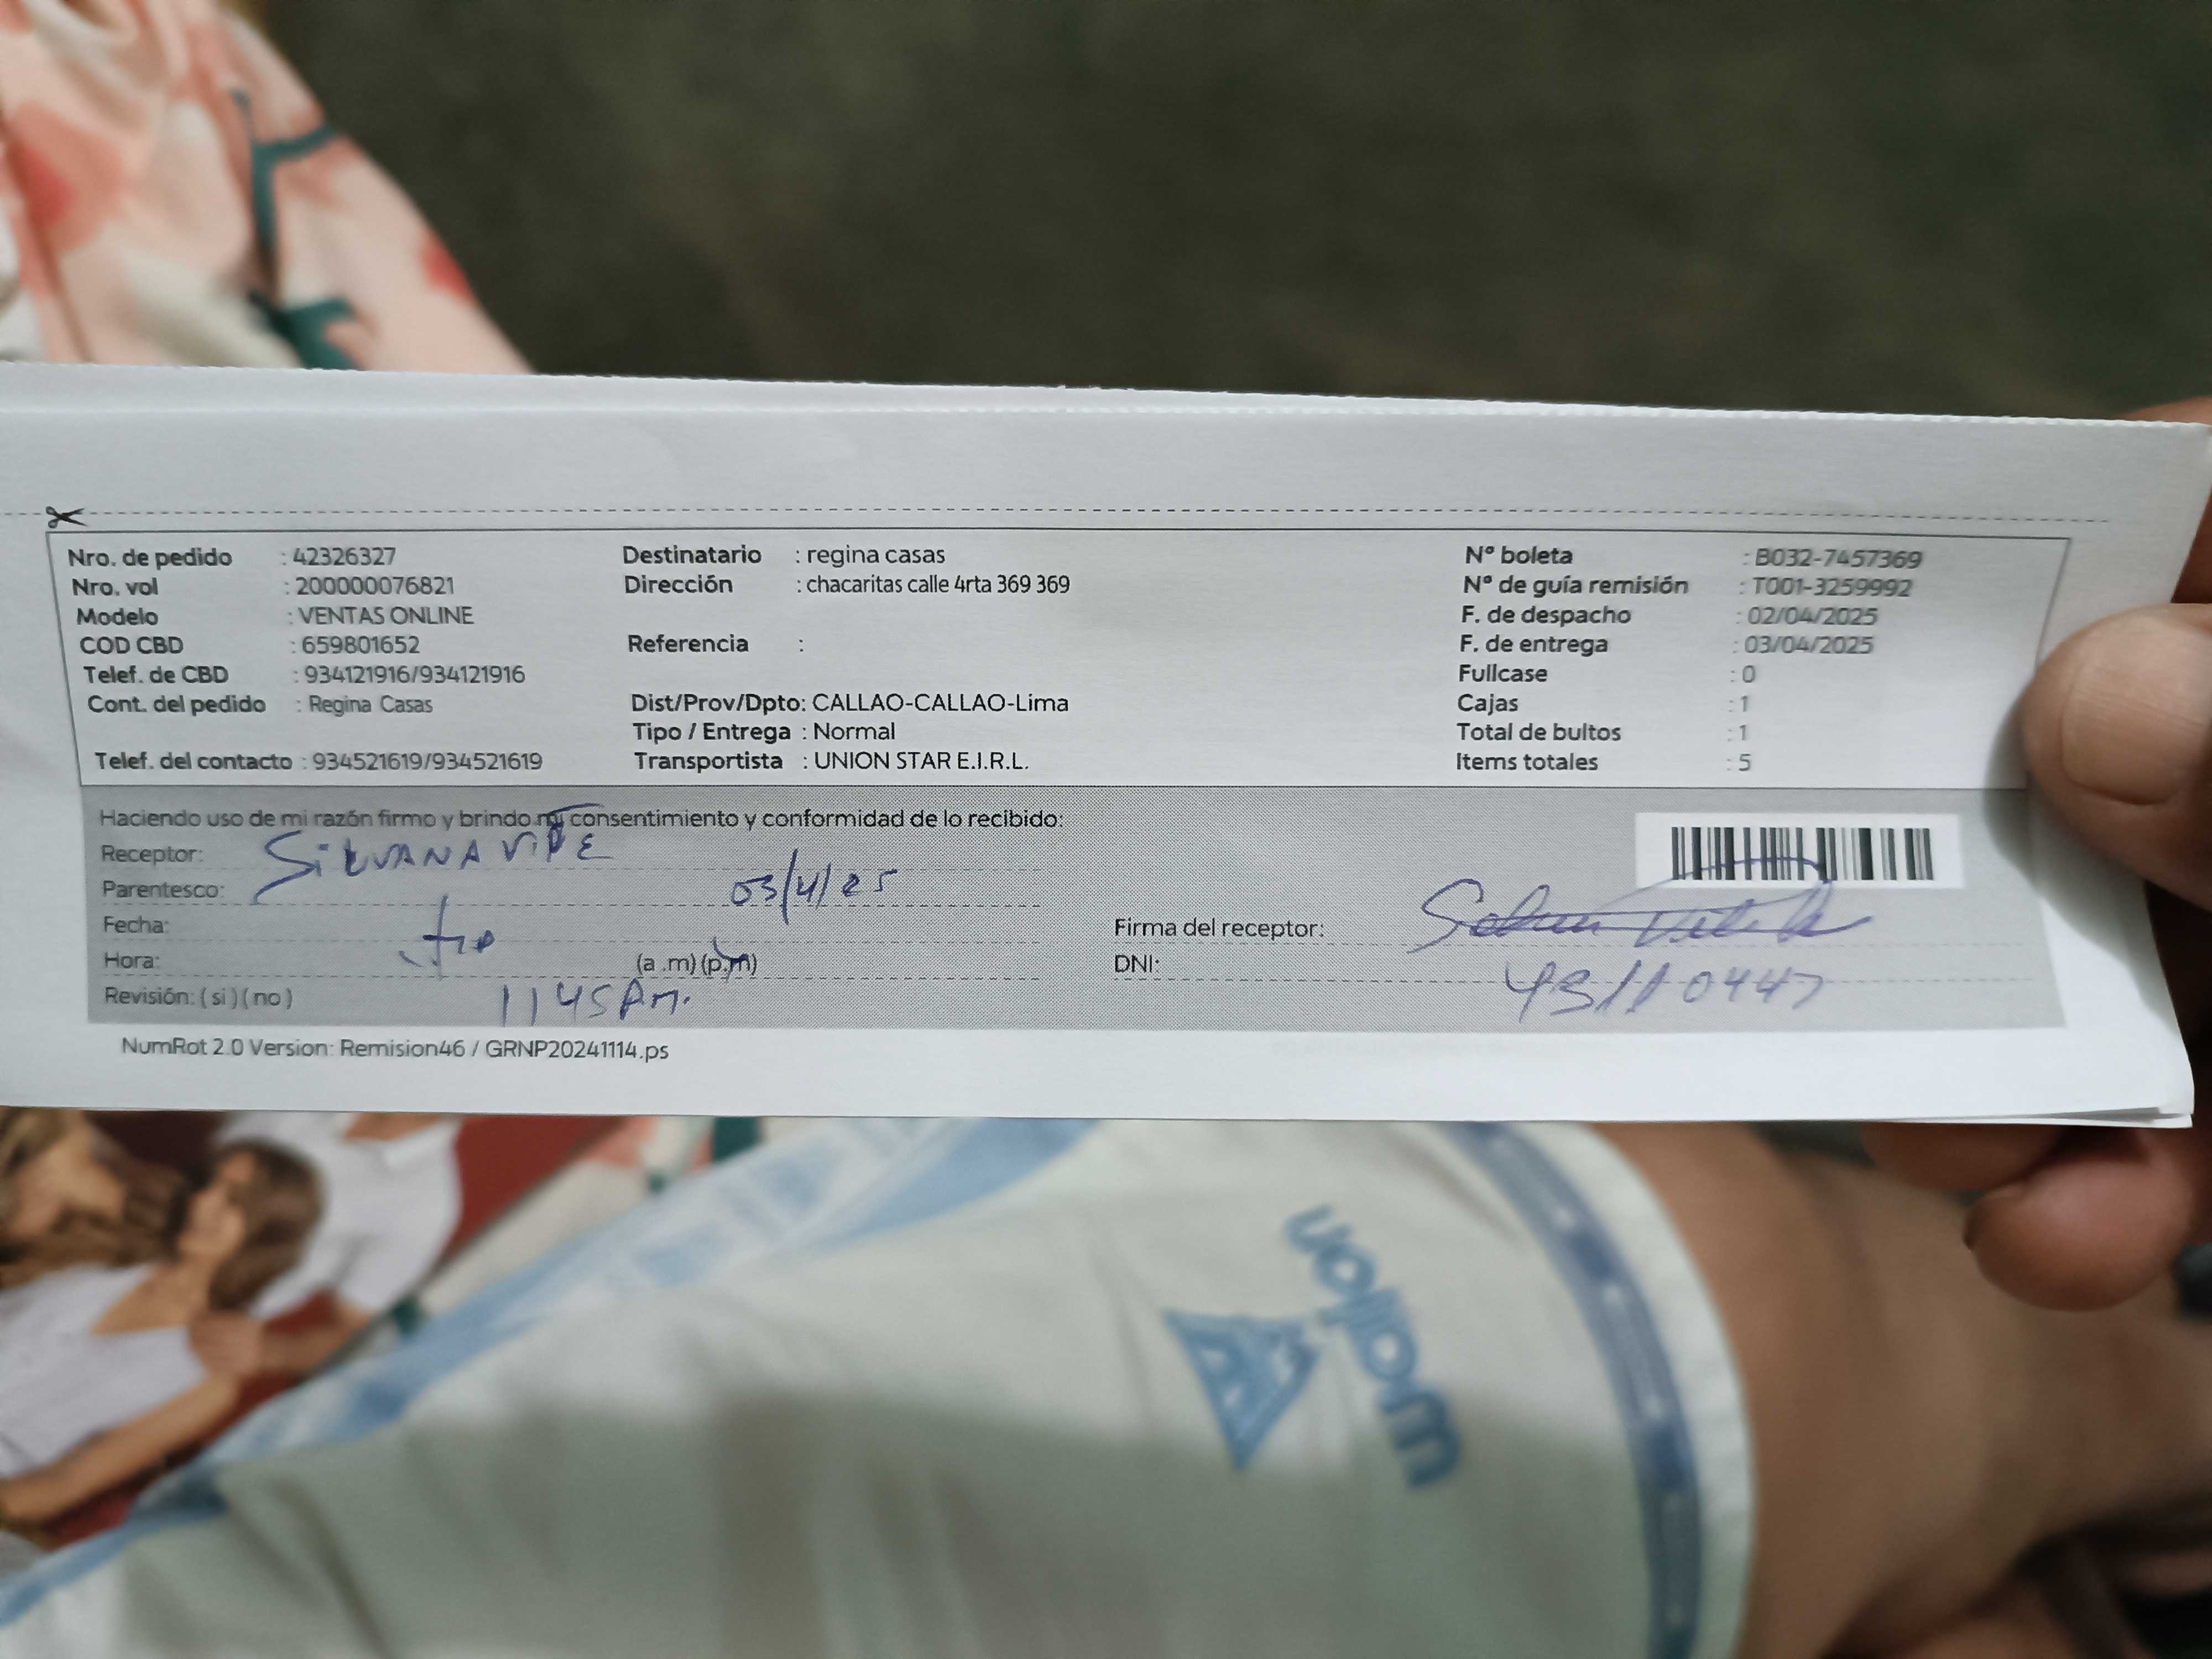 Nro. de pedido : 42326327
Nro. vol : 200000076821
Modelo : VENTAS ONLINE
COD CBD : 659801652
Telef. de CBD : 934121916/934121916
Cont. del pedido : Regina Casas
Telef. del contacto : 934521619/934521619
Destinatario : regina casas
Dirección : chacaritas calle 4rta 369 369
Referencia :
Dist/Prov/Dpto: CALLAO-CALLAO-Lima
Tipo / Entrega : Normal
Transportista : UNION STAR E.I.R.L.
Nº boleta : B032-7457369
Nº de guía remisión : T001-3259992
F. de despacho : 02/04/2025
F. de entrega : 03/04/2025
Fullcase : 0
Cajas : 1
Total de bultos : 1
Items totales : 5
Haciendo uso de mi razón firmo y brindo mi consentimiento y conformidad de lo recibido:
Receptor: SILVANA
Parentesco:
03/4/25
Fecha:
Hora: (a .m) (p.m)
Revisión: ( si ) ( no )
1145 A.m.
Firma del receptor:
DNI:
NumRot 2.0 Version: Remision46 / GRNP20241114.ps